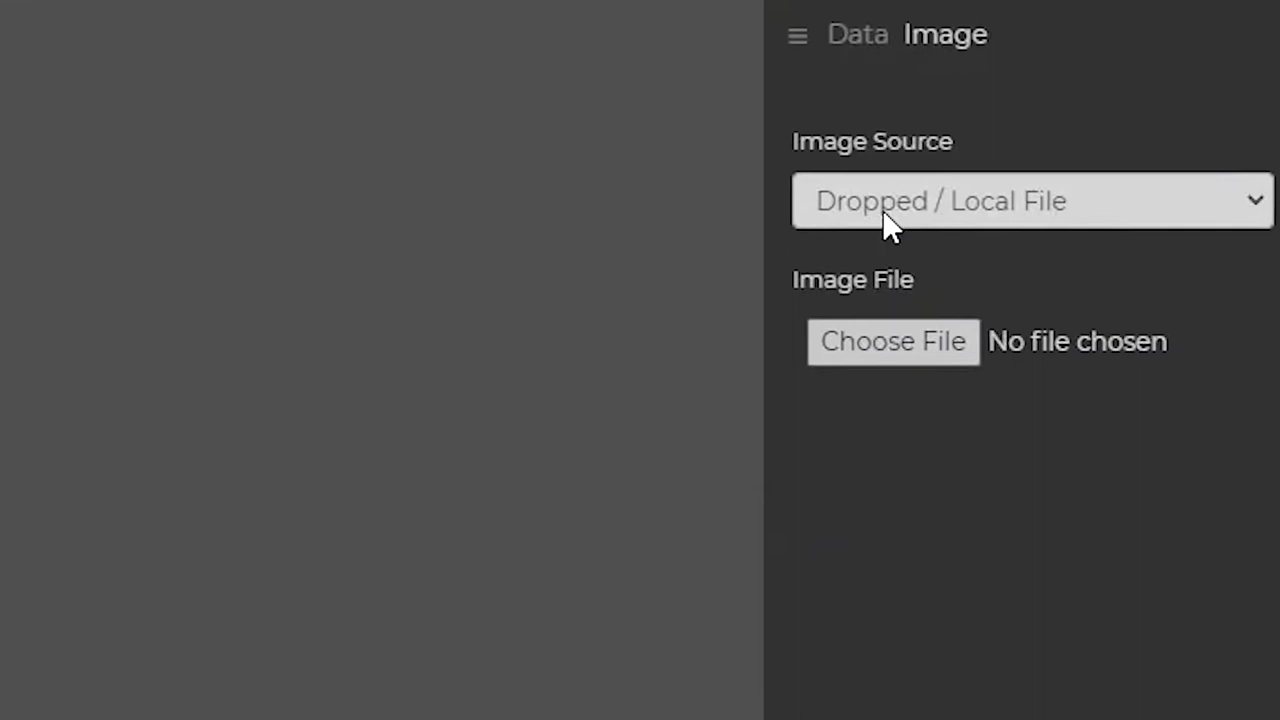 Data Image
Image Source
Dropped / Local File
Image File
Choose File No file chosen